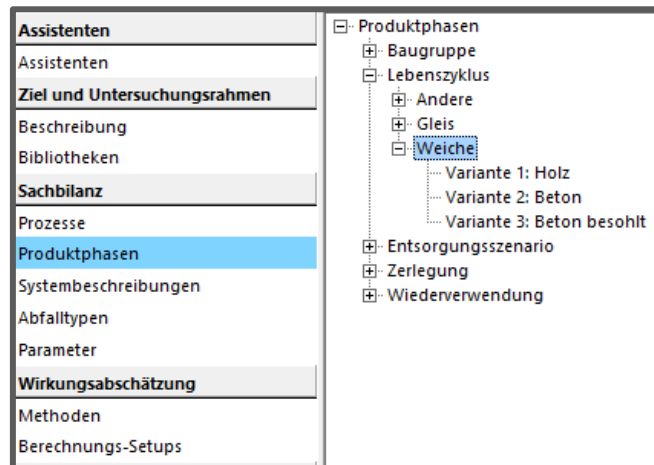 Assistenten
Assistenten
Ziel und Untersuchungsrahmen
Beschreibung
Bibliotheken
Sachbilanz
Prozesse
Produktphasen
Systembeschreibungen
Abfalltypen
Parameter
Wirkungsabschätzung
Methoden
Berechnungs-Setups
Produktphasen
Baugruppe
Lebenszyklus
Andere
Gleis
Weiche
Variante 1: Holz
Variante 2: Beton
Variante 3: Beton besohlt
Entsorgungsszenario
Zerlegung
Wiederverwendung